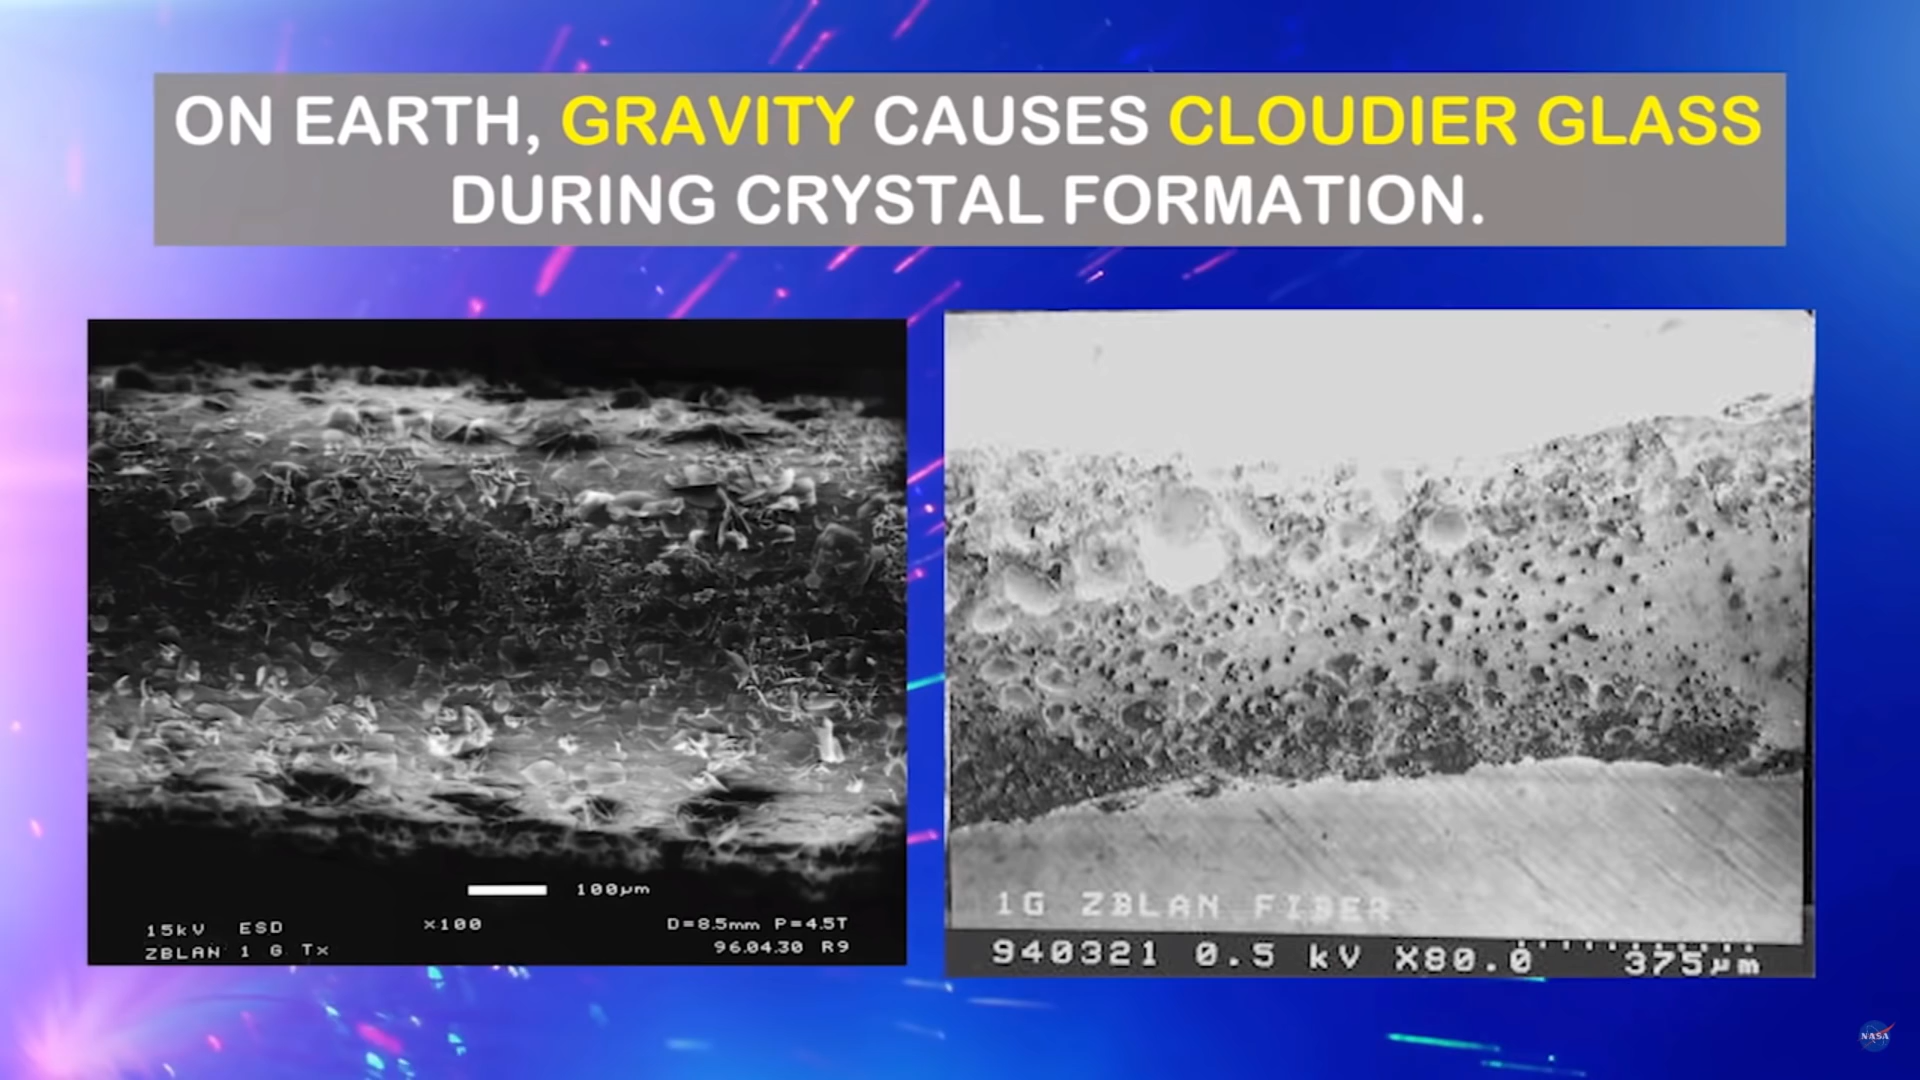 ON EARTH, GRAVITY CAUSES CLOUDIER GLASS
DURING CRYSTAL FORMATION.
100µm
15kV ESD ×100 D=8.5mm P=4.5T
ZBLAN 1 G Tx 96.04.30 R9
1G ZBLAN FIBER
940321 0.5 kV X80.0 375µm
NASA